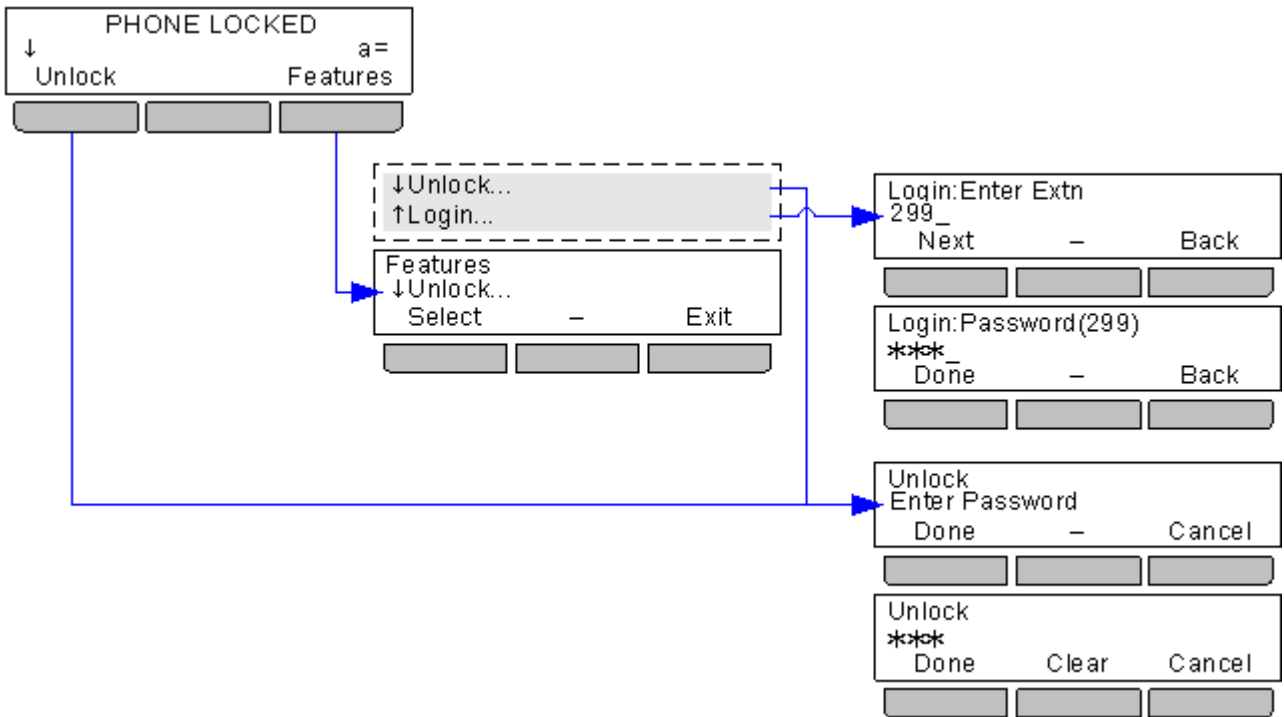 PHONE LOCKED
↓ a=
Unlock Features
↓Unlock...
↑Login...
Features
↓Unlock...
Select – Exit
Login:Enter Extn
299_
Next – Back
Login:Password(299)
***_
Done – Back
Unlock
Enter Password
Done – Cancel
Unlock
***
Done Clear Cancel